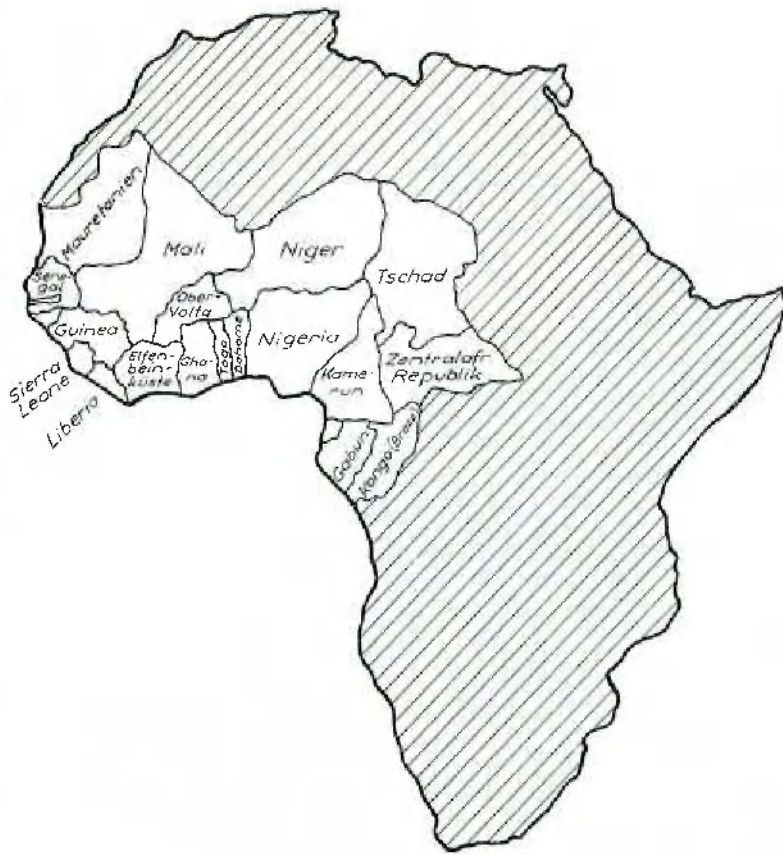 Mauretanien
Mali
Niger
Tschad
Sene-
gal
Ober-
Volta
Guinea
Nigeria
Elfen-
bein-
küste
Gha-
na
Togo
Dahome
Kame-
run
Zentralafr.
Republik
Sierra
Leone
Liberia
Gabun
Kongo (Brazz.)